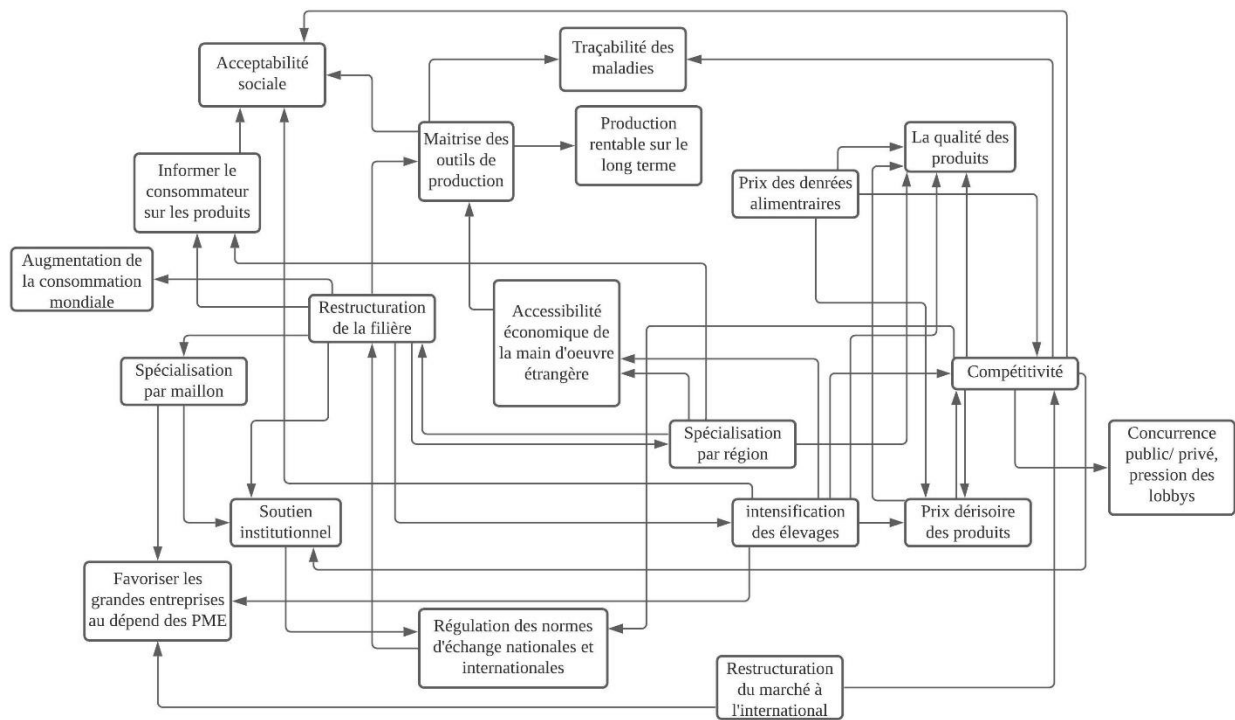 Acceptabilité
sociale
Traçabilité des
maladies
Maitrise des
outils de
production
Production
rentable sur le
long terme
La qualité des
produits
Informer le
consommateur
sur les produits
Prix des denrées
alimentraires
Augmentation de
la consommation
mondiale
Restructuration
de la filière
Accessibilité
économique de
la main d'oeuvre
étrangère
Spécialisation
par maillon
Compétitivité
Spécialisation
par région
Concurrence
public/ privé,
pression des
lobbys
Soutien
institutionnel
intensification
des élevages
Prix dérisoire
des produits
Favoriser les
grandes entreprises
au dépend des PME
Régulation des normes
d'échange nationales et
internationales
Restructuration
du marché à
l'international